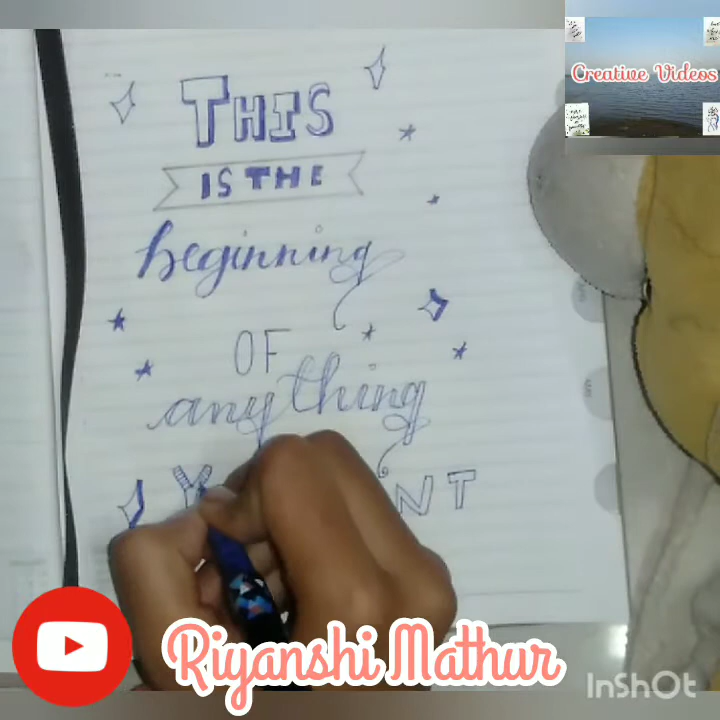 Creative Videos
THIS
IS THE
beginning
OF
anything
Y NT
Riyanshi Mathur
InShOt